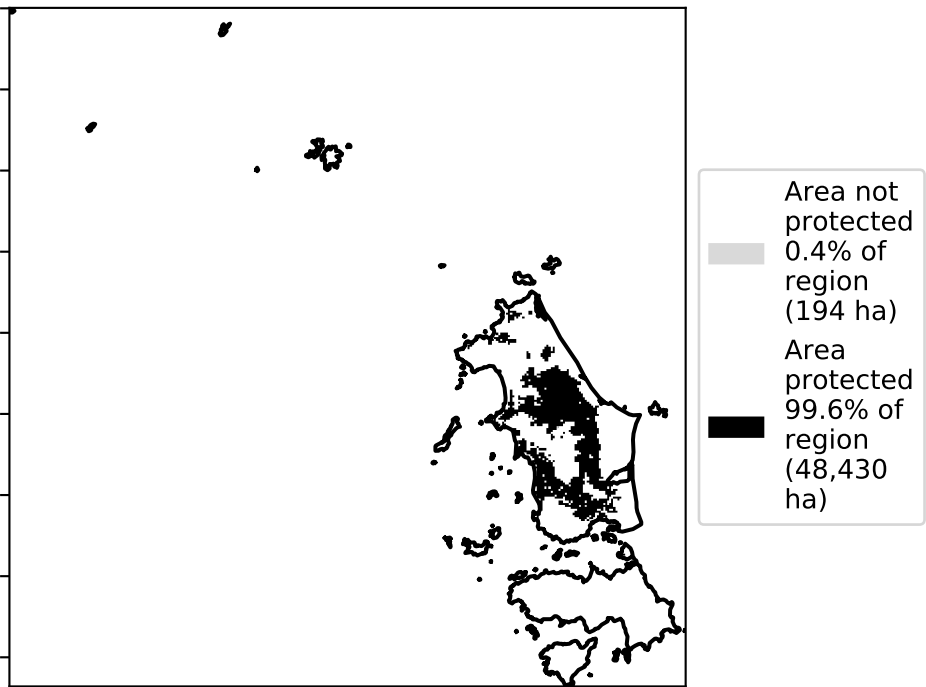 Area not
protected
0.4% of
region
(194 ha)
Area
protected
99.6% of
region
(48,430
ha)